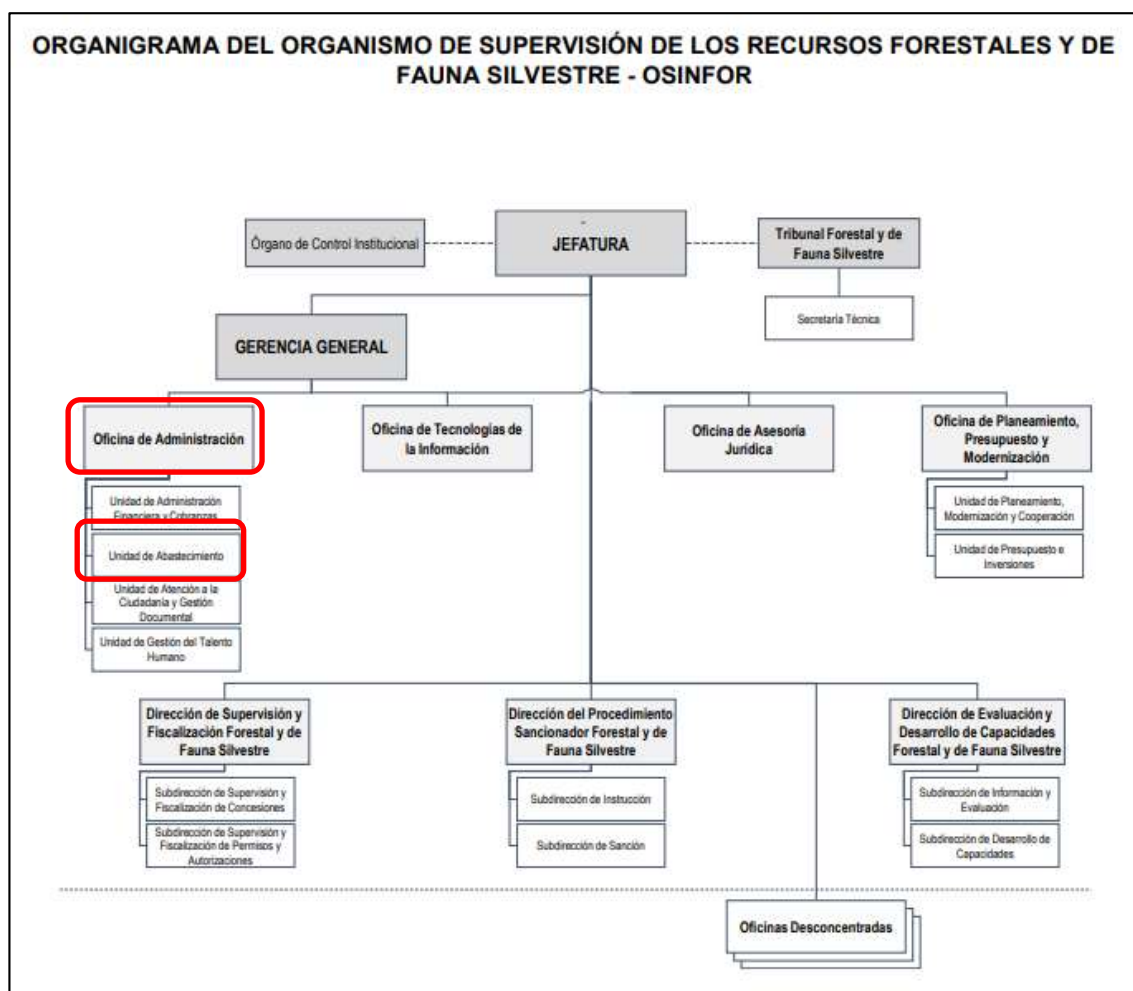 ORGANIGRAMA DEL ORGANISMO DE SUPERVISIÓN DE LOS RECURSOS FORESTALES Y DE
FAUNA SILVESTRE - OSINFOR
Órgano de Control Institucional
JEFATURA
Tribunal Forestal y de
Fauna Silvestre
Secretaría Técnica
GERENCIA GENERAL
Oficina de Administración
Oficina de Tecnologías de
la Información
Oficina de Asesoría
Jurídica
Oficina de Planeamiento,
Presupuesto y
Modernización
Unidad de Administración
Financiera y Cobranzas
Unidad de Abastecimiento
Unidad de Atención a la
Ciudadanía y Gestión
Documental
Unidad de Gestión del Talento
Humano
Unidad de Planeamiento,
Modernización y Cooperación
Unidad de Presupuesto e
Inversiones
Dirección de Supervisión y
Fiscalización Forestal y de
Fauna Silvestre
Subdirección de Supervisión y
Fiscalización de Concesiones
Subdirección de Supervisión y
Fiscalización de Permisos y
Autorizaciones
Dirección del Procedimiento
Sancionador Forestal y de
Fauna Silvestre
Subdirección de Instrucción
Subdirección de Sanción
Dirección de Evaluación y
Desarrollo de Capacidades
Forestal y de Fauna Silvestre
Subdirección de Información y
Evaluación
Subdirección de Desarrollo de
Capacidades
Oficinas Desconcentradas